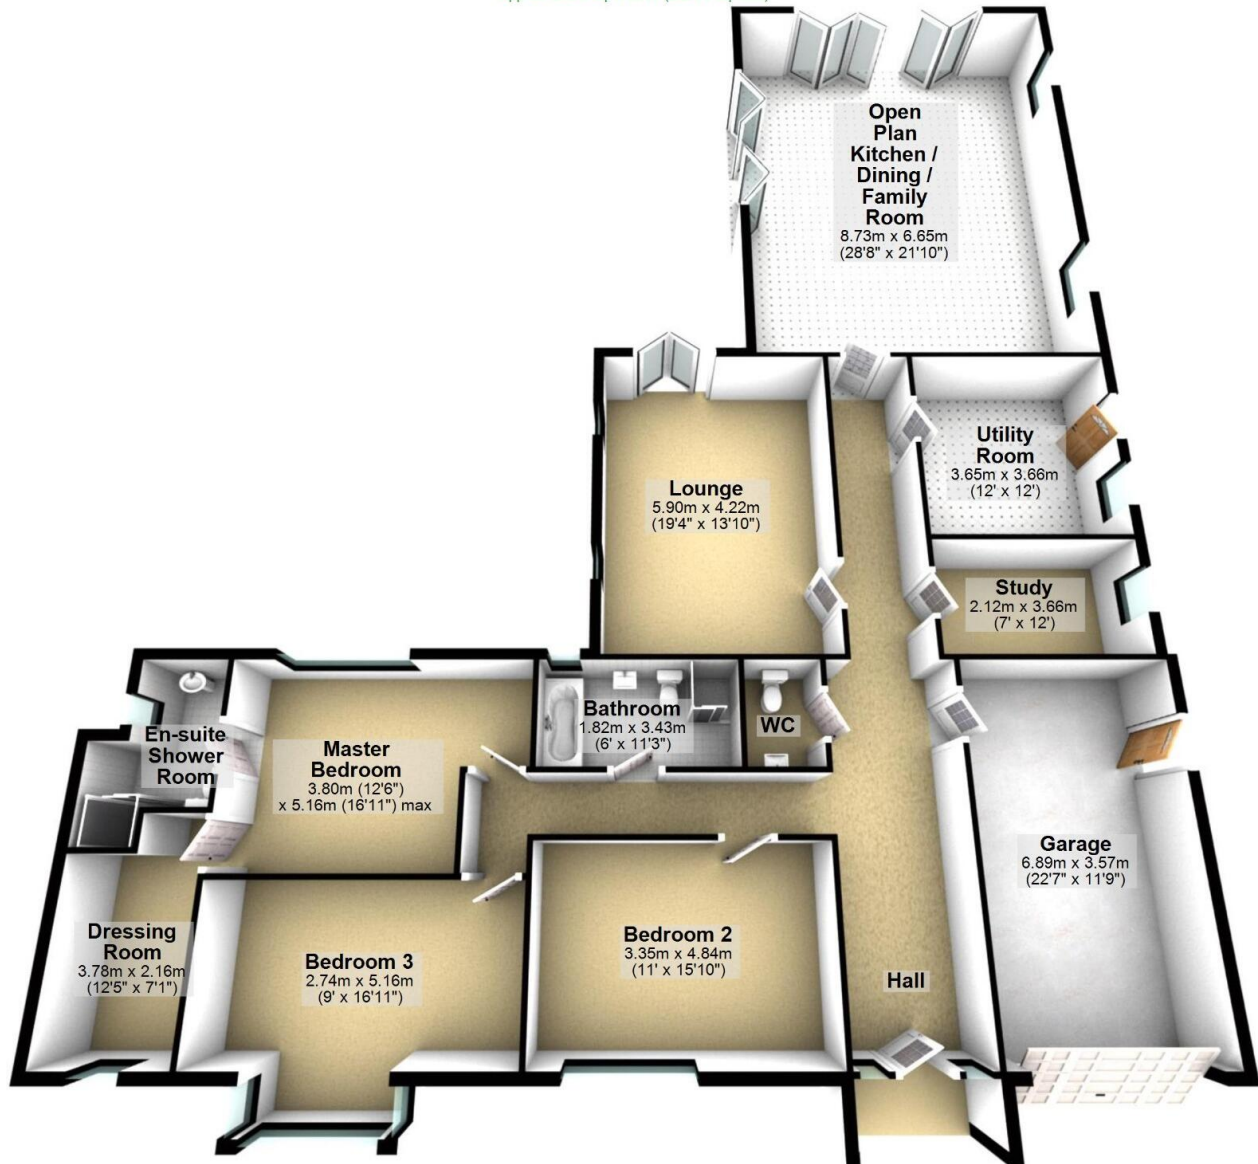 Open
Plan
Kitchen /
Dining /
Family
Room
8.73m x 6.65m
(28'8" x 21'10")
Utility
Room
3.65m x 3.66m
(12' x 12')
Lounge
5.90m x 4.22m
(19'4" x 13'10")
Study
2.12m x 3.66m
(7' x 12')
Bathroom
1.82m x 3.43m
(6' x 11'3")
WC
En-suite
Shower
Room
Master
Bedroom
3.80m (12'6")
x 5.16m (16'11") max
Garage
6.89m x 3.57m
(22'7" x 11'9")
Dressing
Room
3.78m x 2.16m
(12'5" x 7'1")
Bedroom 3
2.74m x 5.16m
(9' x 16'11")
Bedroom 2
3.35m x 4.84m
(11' x 15'10")
Hall